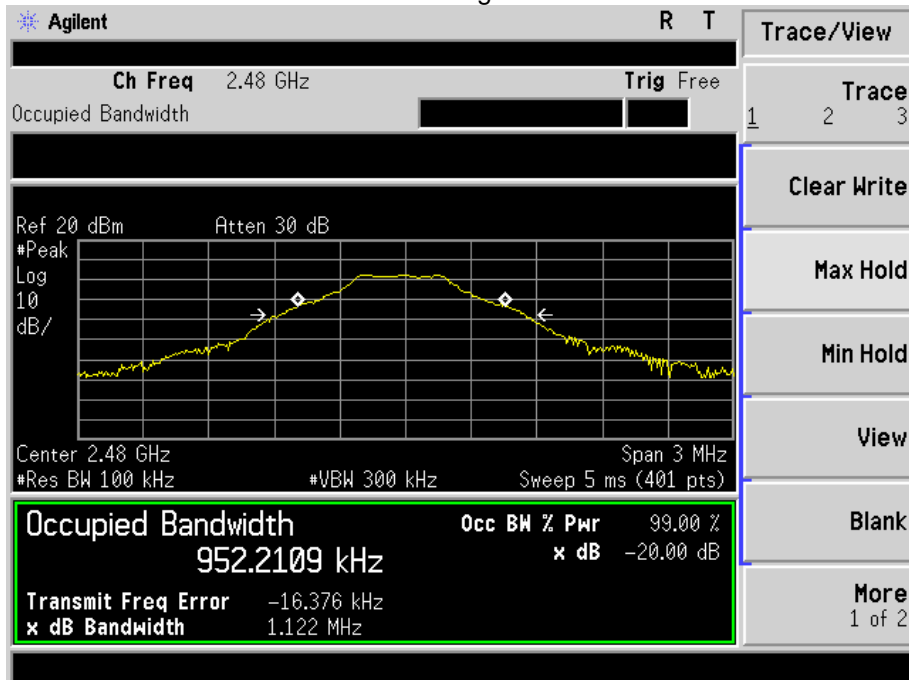 Agilent R T
Trace/View
Ch Freq 2.48 GHz Trig Free
Occupied Bandwidth
Trace
1 2 3
Clear Write
Max Hold
Min Hold
View
Blank
More
1 of 2
Ref 20 dBm Atten 30 dB
#Peak
Log
10
dB/
Center 2.48 GHz Span 3 MHz
#Res BW 100 kHz #VBW 300 kHz Sweep 5 ms (401 pts)
Occupied Bandwidth Occ BW % Pwr 99.00 %
952.2109 kHz x dB -20.00 dB
Transmit Freq Error -16.376 kHz
x dB Bandwidth 1.122 MHz